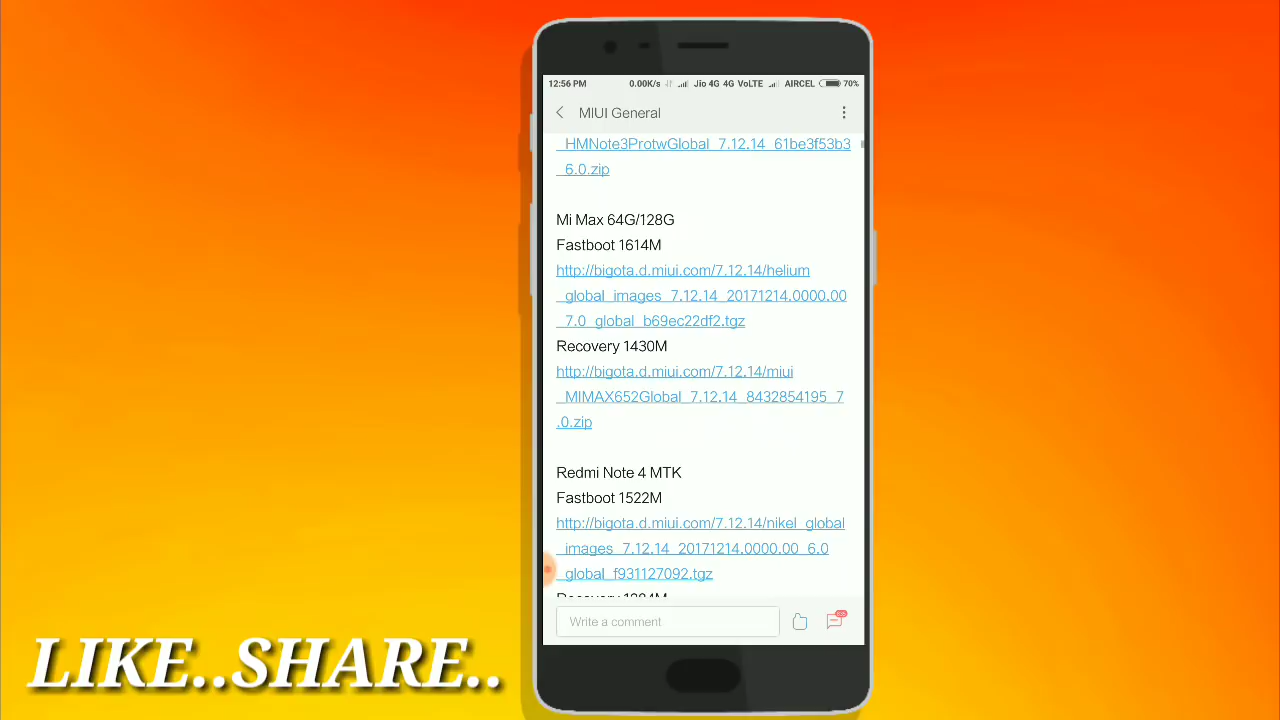 12:56 PM 0.00K/s Jio 4G 4G VoLTE AIRCEL 70%
MIUI General
_HMNote3ProtwGlobal_7.12.14_61be3f53b3
_6.0.zip
Mi Max 64G/128G
Fastboot 1614M
http://bigota.d.miui.com/7.12.14/helium
_global_images_7.12.14_20171214.0000.00
_7.0_global_b69ec22df2.tgz
Recovery 1430M
http://bigota.d.miui.com/7.12.14/miui
_MIMAX652Global_7.12.14_8432854195_7
.0.zip
Redmi Note 4 MTK
Fastboot 1522M
http://bigota.d.miui.com/7.12.14/nikel_global
_images_7.12.14_20171214.0000.00_6.0
_global_f931127092.tgz
Write a comment
LIKE..SHARE..